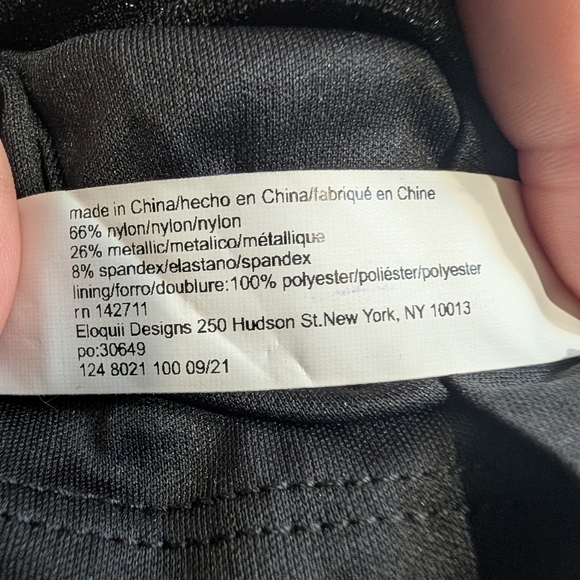 made in China/hecho en China/fabriqué en Chine
66% nylon/nylon/nylon
26% metallic/metalico/métallique
8% spandex/elastano/spandex
lining/forro/doublure:100% polyester/poliéster/polyester
rn 142711
Eloquii Designs 250 Hudson St.New York, NY 10013
po:30649
124 8021 100 09/21